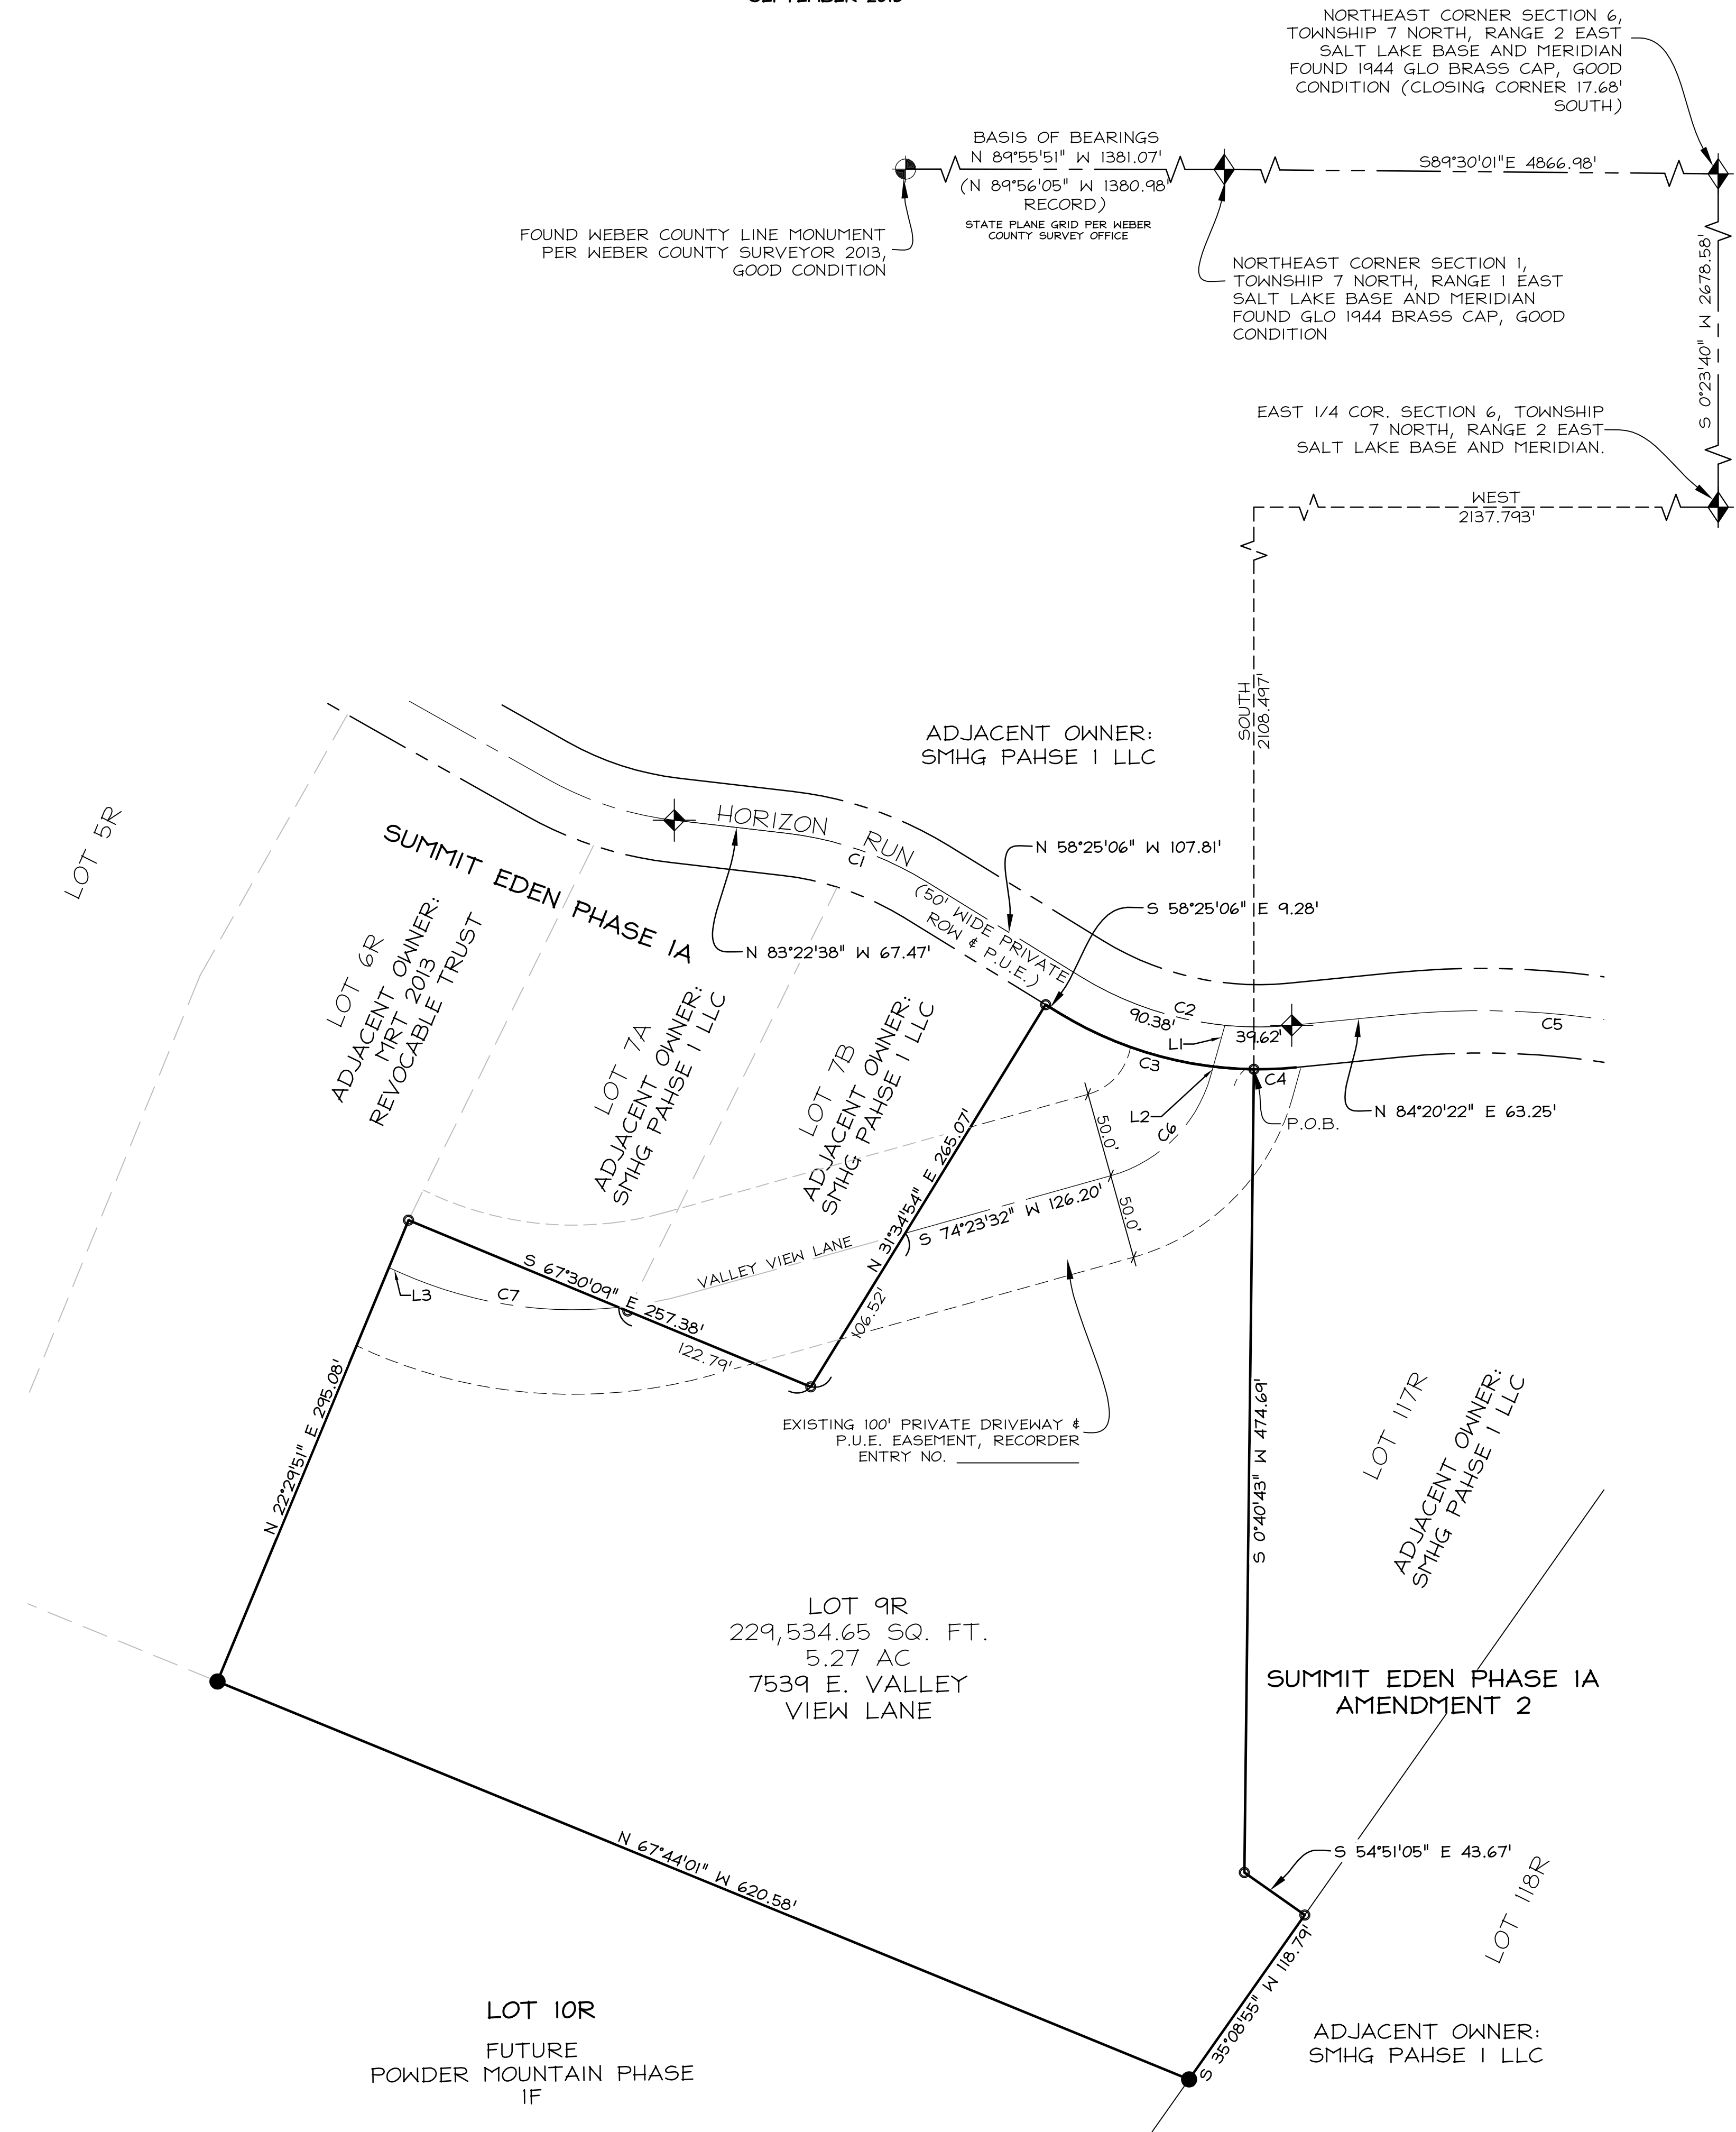 SEPTEMBER 2015
NORTHEAST CORNER SECTION 6,
TOWNSHIP 7 NORTH, RANGE 2 EAST
SALT LAKE BASE AND MERIDIAN
FOUND 1944 GLO BRASS CAP, GOOD
CONDITION (CLOSING CORNER 17.68'
SOUTH)
BASIS OF BEARINGS
N 89°55'51" W 1381.07'
(N 89°56'05" W 1380.98'
RECORD)
STATE PLANE GRID PER WEBER
COUNTY SURVEY OFFICE
S89°30'01"E 4866.98'
FOUND WEBER COUNTY LINE MONUMENT
PER WEBER COUNTY SURVEYOR 2013,
GOOD CONDITION
NORTHEAST CORNER SECTION 1,
TOWNSHIP 7 NORTH, RANGE 1 EAST
SALT LAKE BASE AND MERIDIAN
FOUND GLO 1944 BRASS CAP, GOOD
CONDITION
S 0°23'40" W 2678.58'
EAST 1/4 COR. SECTION 6, TOWNSHIP
7 NORTH, RANGE 2 EAST
SALT LAKE BASE AND MERIDIAN.
WEST
2137.793'
SOUTH
2108.497'
ADJACENT OWNER:
SMHG PAHSE 1 LLC
HORIZON RUN
C1
(50' WIDE PRIVATE
ROW & P.U.E.)
N 58°25'06" W 107.81'
S 58°25'06" E 9.28'
N 83°22'38" W 67.47'
LOT 5R
SUMMIT EDEN PHASE 1A
LOT 6R
ADJACENT OWNER:
MRT 2013
REVOCABLE TRUST
LOT 7A
ADJACENT OWNER:
SMHG PAHSE 1 LLC
LOT 7B
ADJACENT OWNER:
SMHG PAHSE 1 LLC
C2
90.38'
39.62'
C5
L1
C3
C4
L2
C6
N 84°20'22" E 63.25'
P.O.B.
50.0'
50.0'
N 31°34'54" E 265.07'
S 74°23'32" W 126.20'
VALLEY VIEW LANE
106.52'
S 67°30'09" E 257.38'
122.79'
L3
C7
N 22°29'51" E 295.08'
EXISTING 100' PRIVATE DRIVEWAY &
P.U.E. EASEMENT, RECORDER
ENTRY NO.
S 0°40'43" W 474.69'
LOT 117R
ADJACENT OWNER:
SMHG PAHSE 1 LLC
LOT 9R
229,534.65 SQ. FT.
5.27 AC
7539 E. VALLEY
VIEW LANE
SUMMIT EDEN PHASE 1A
AMENDMENT 2
N 67°44'01" W 620.58'
S 54°51'05" E 43.67'
LOT 118R
S 35°08'55" W 118.79'
LOT 10R
FUTURE
POWDER MOUNTAIN PHASE
1F
ADJACENT OWNER:
SMHG PAHSE 1 LLC